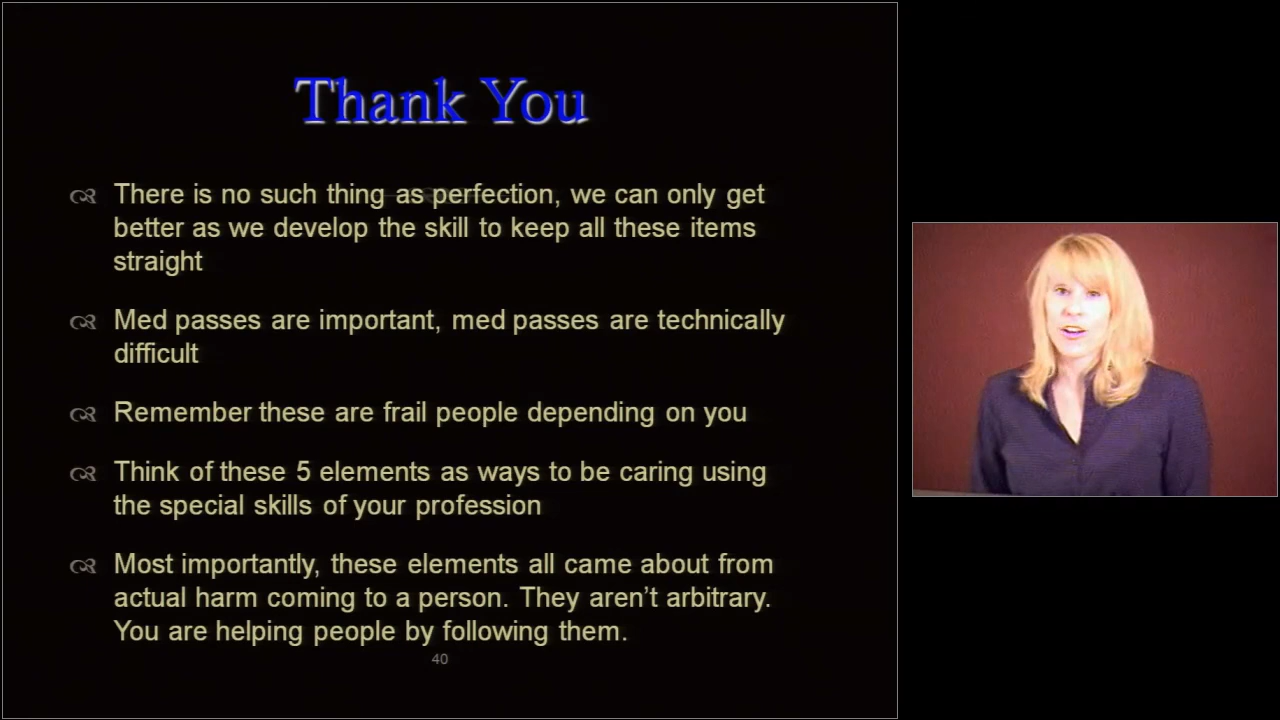 Thank You
There is no such thing as perfection, we can only get
better as we develop the skill to keep all these items
straight
Med passes are important, med passes are technically
difficult
Remember these are frail people depending on you
Think of these 5 elements as ways to be caring using
the special skills of your profession
Most importantly, these elements all came about from
actual harm coming to a person. They aren’t arbitrary.
You are helping people by following them.
40